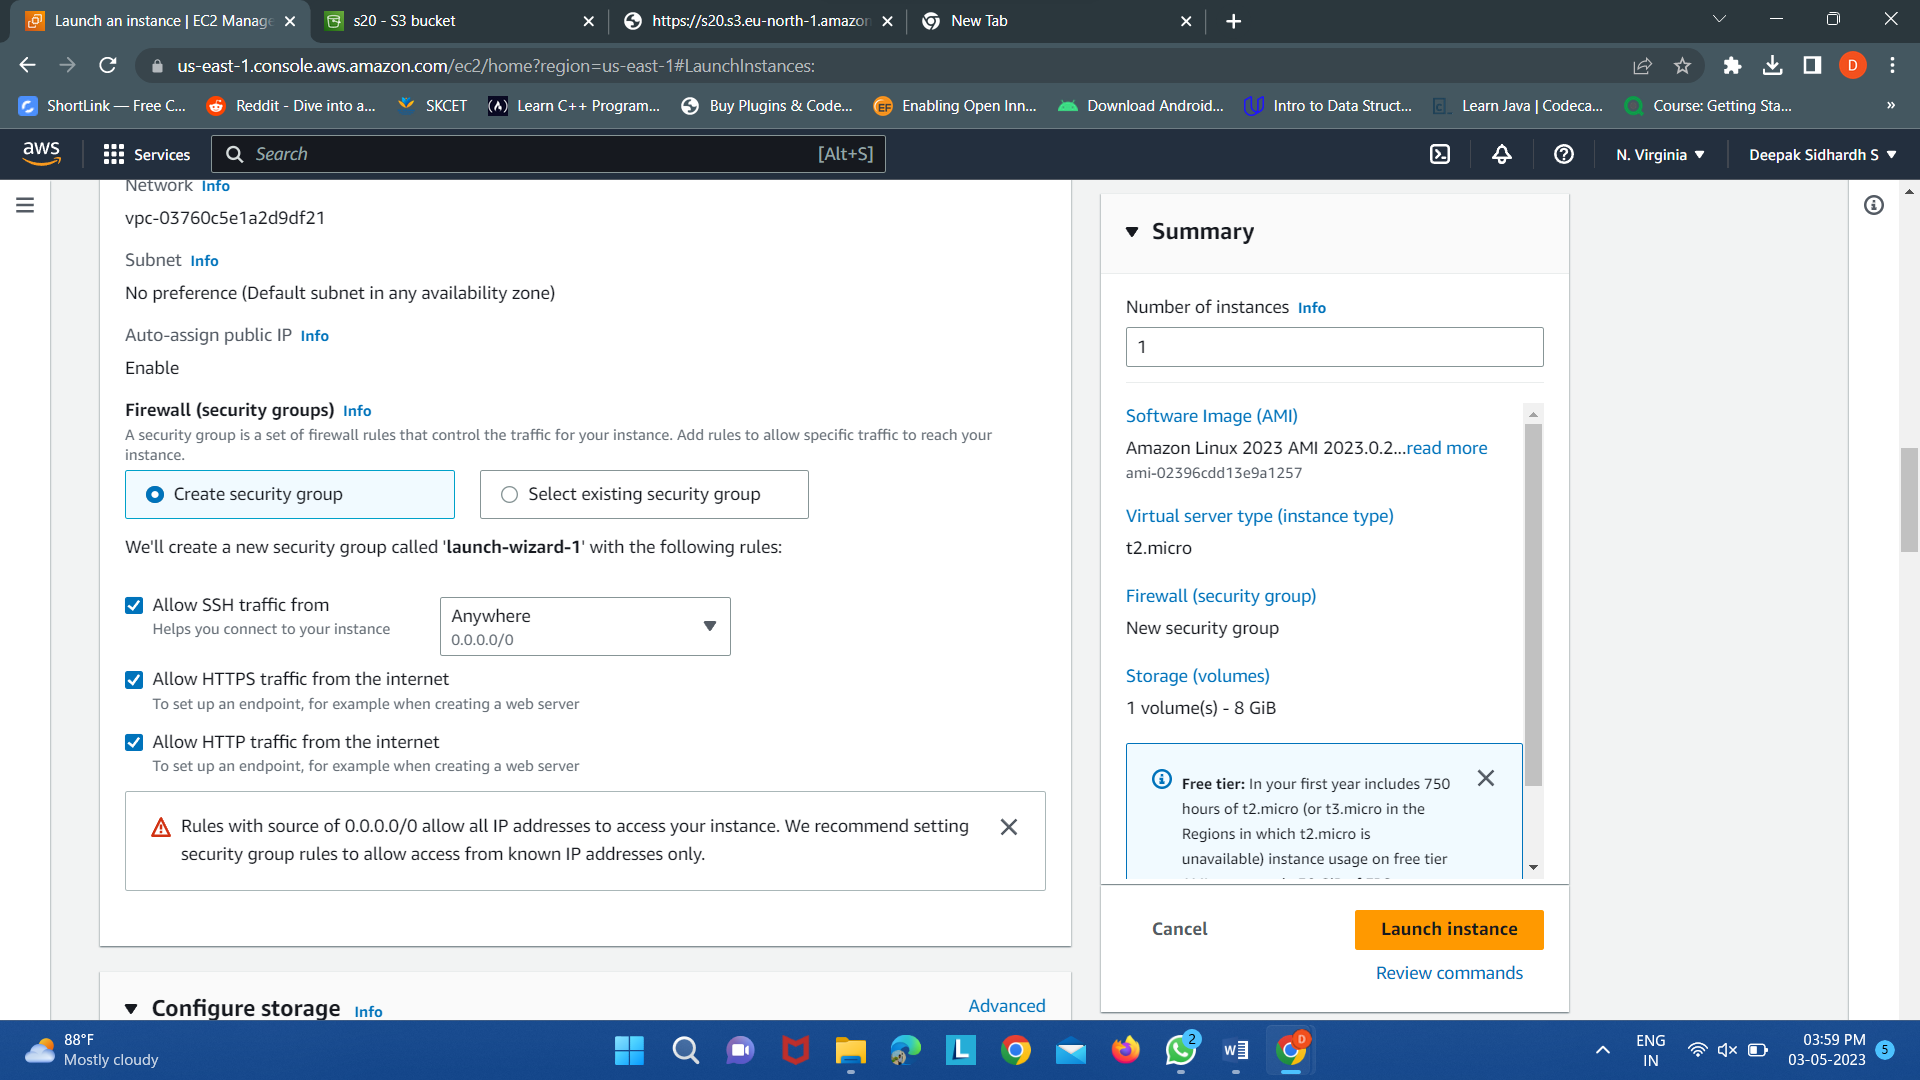 Launch an instance | EC2 Manage
s20 - S3 bucket
https://s20.s3.eu-north-1.amazon
New Tab
us-east-1.console.aws.amazon.com/ec2/home?region=us-east-1#LaunchInstances:
D
ShortLink — Free C...
Reddit - Dive into a...
SKCET
Learn C++ Program...
Buy Plugins & Code...
Enabling Open Inn...
Download Android...
Intro to Data Struct...
Learn Java | Codeca...
Course: Getting Sta...
»
aws
Services
Search
[Alt+S]
N. Virginia
Deepak Sidhardh S
Network Info
vpc-03760c5e1a2d9df21
Subnet Info
No preference (Default subnet in any availability zone)
Auto-assign public IP Info
Enable
Firewall (security groups) Info
A security group is a set of firewall rules that control the traffic for your instance. Add rules to allow specific traffic to reach your
instance.
Create security group
Select existing security group
We'll create a new security group called 'launch-wizard-1' with the following rules:
Allow SSH traffic from
Helps you connect to your instance
Anywhere
0.0.0.0/0
Allow HTTPS traffic from the internet
To set up an endpoint, for example when creating a web server
Allow HTTP traffic from the internet
To set up an endpoint, for example when creating a web server
Rules with source of 0.0.0.0/0 allow all IP addresses to access your instance. We recommend setting
security group rules to allow access from known IP addresses only.
Configure storage Info
Advanced
Summary
Number of instances Info
1
Software Image (AMI)
Amazon Linux 2023 AMI 2023.0.2...read more
ami-02396cdd13e9a1257
Virtual server type (instance type)
t2.micro
Firewall (security group)
New security group
Storage (volumes)
1 volume(s) - 8 GiB
Free tier: In your first year includes 750
hours of t2.micro (or t3.micro in the
Regions in which t2.micro is
unavailable) instance usage on free tier
Cancel
Launch instance
Review commands
88°F
Mostly cloudy
L
2
W
D
ENG
IN
03:59 PM
03-05-2023
5